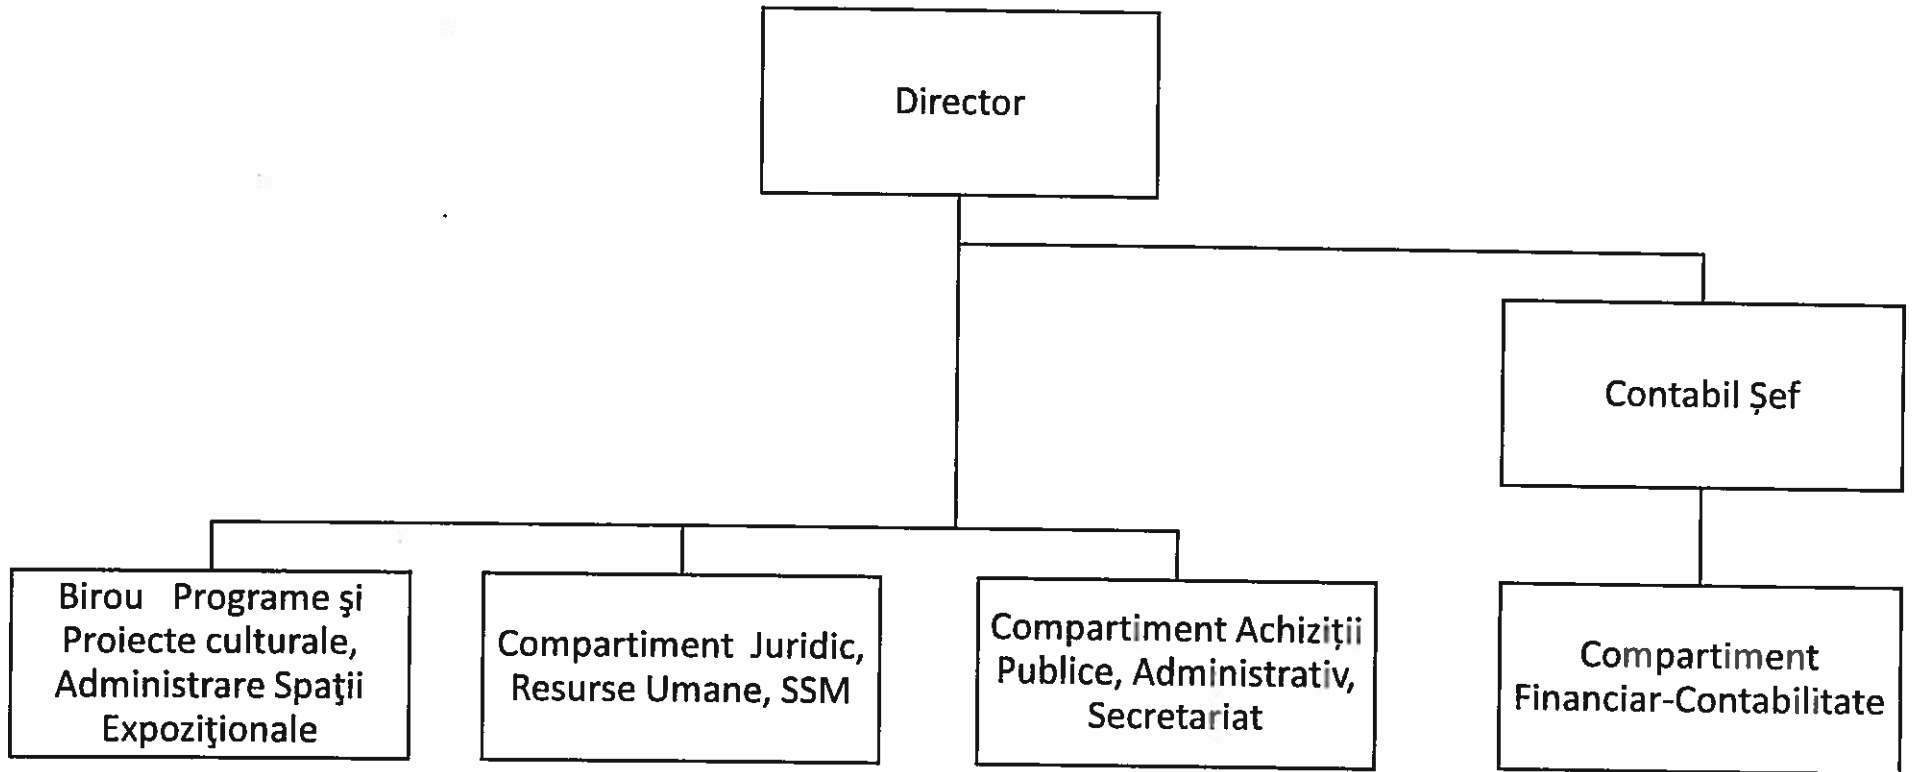 Director
Contabil Șef
Birou Programe şi
Proiecte culturale,
Administrare Spaţii
Expoziţionale
Compartiment Juridic,
Resurse Umane, SSM
Compartiment Achiziții
Publice, Administrativ,
Secretariat
Compartiment
Financiar-Contabilitate